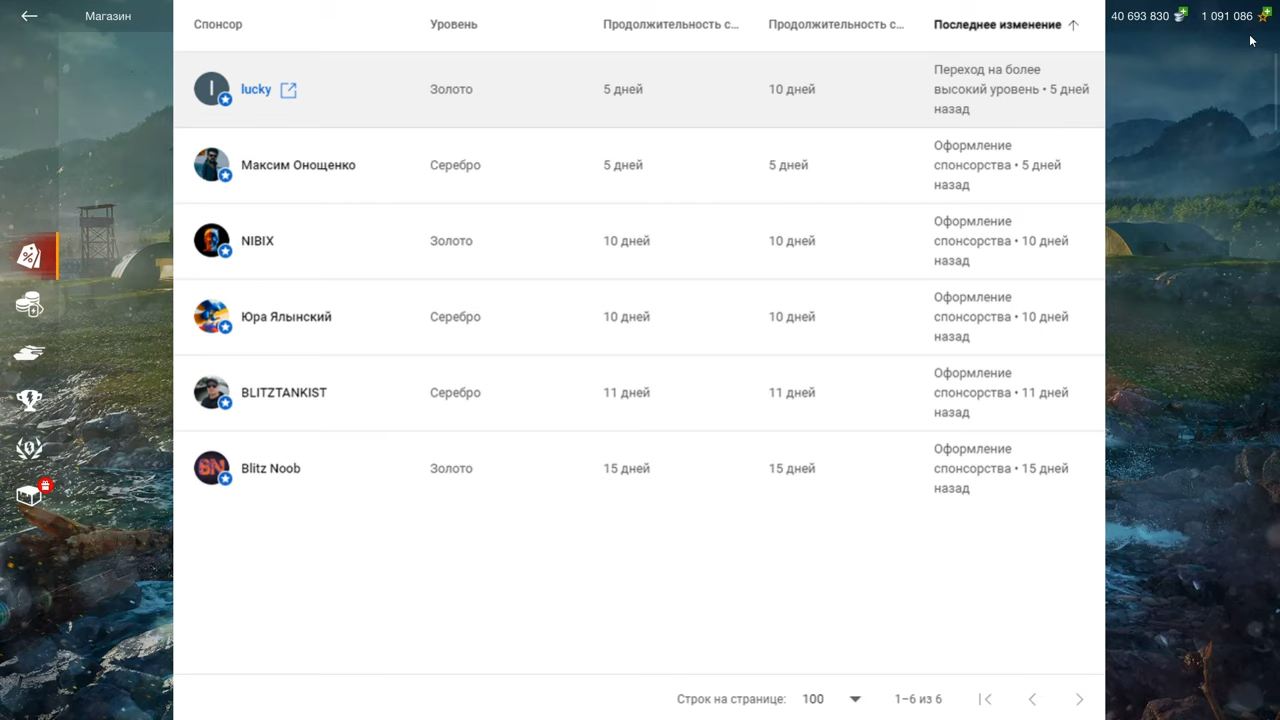 Магазин
40 693 830
1 091 086
Спонсор
Уровень
Продолжительность с...
Продолжительность с...
Последнее изменение
I
lucky
Золото
5 дней
10 дней
Переход на более
высокий уровень • 5 дней
назад
Максим Онощенко
Серебро
5 дней
5 дней
Оформление
спонсорства • 5 дней
назад
NIBIX
Золото
10 дней
10 дней
Оформление
спонсорства • 10 дней
назад
Юра Ялынский
Серебро
10 дней
10 дней
Оформление
спонсорства • 10 дней
назад
BLITZTANKIST
Серебро
11 дней
11 дней
Оформление
спонсорства • 11 дней
назад
BN
Blitz Noob
Золото
15 дней
15 дней
Оформление
спонсорства • 15 дней
назад
Строк на странице:
100
1–6 из 6